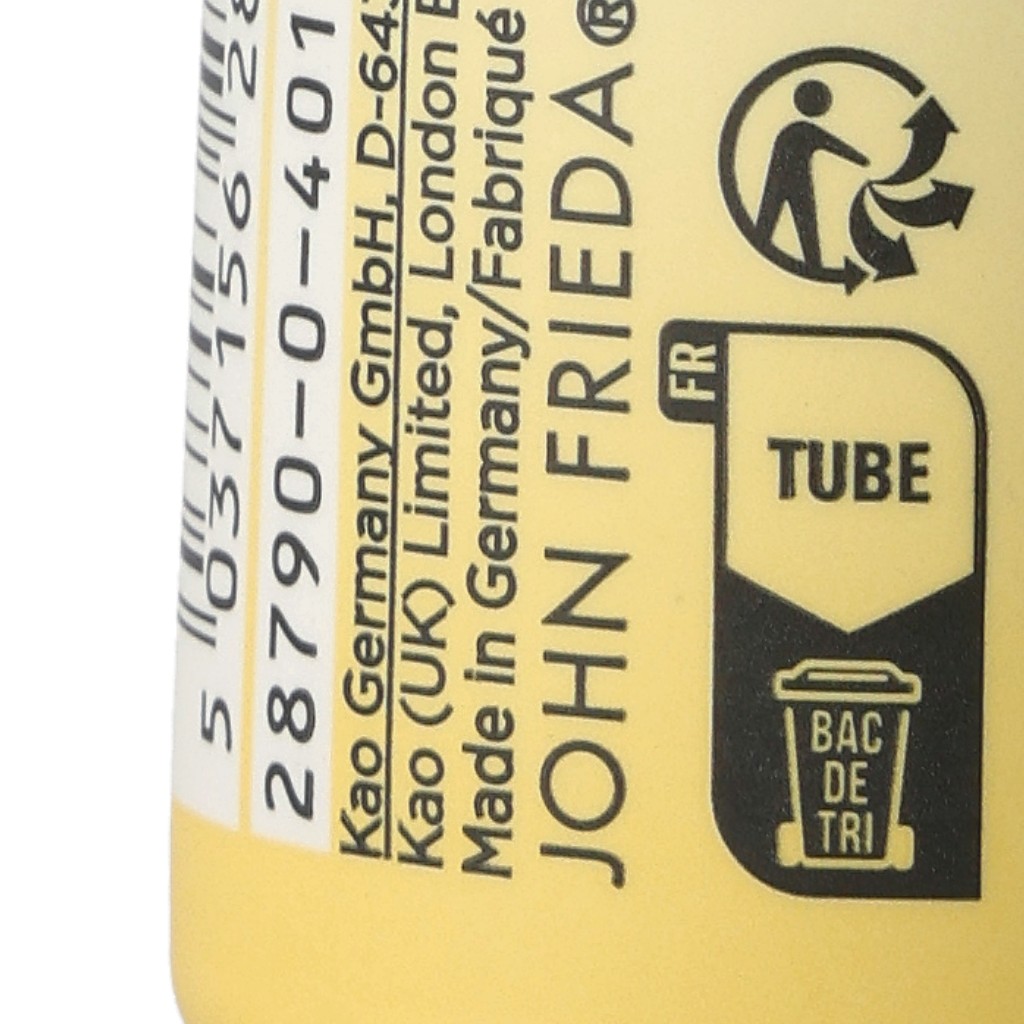 5 037156 28
28790-0-401
Kao Germany GmbH, D-64
Kao (UK) Limited, London
Made in Germany/Fabriqué
JOHN FRIEDA®
FR
TUBE
BAC
DE
TRI